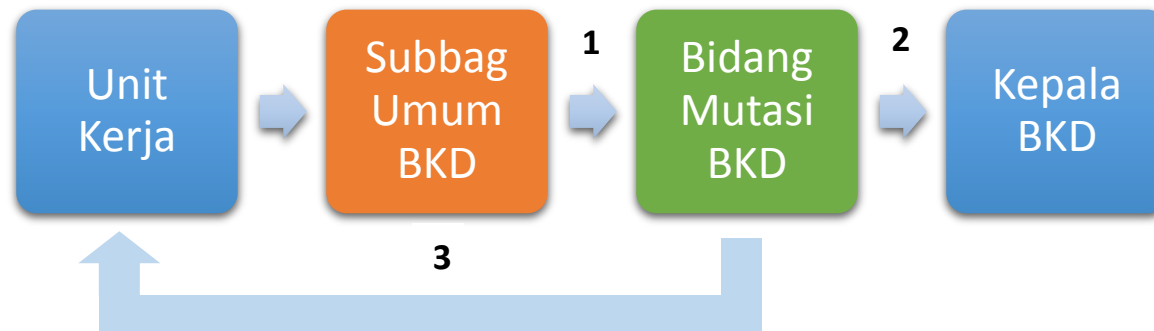 Unit
Kerja
Subbag
Umum
BKD
1
Bidang
Mutasi
BKD
2
Kepala
BKD
3